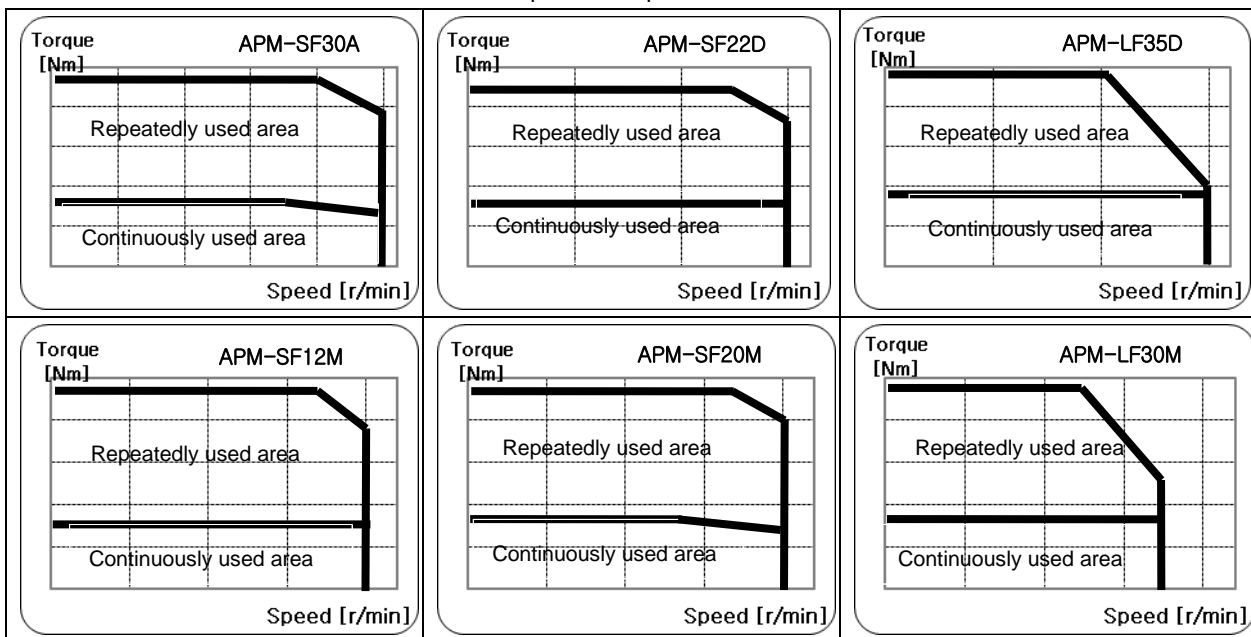 Torque
[Nm]
APM-SF30A
Repeatedly used area
Continuously used area
Speed [r/min]
Torque
[Nm]
APM-SF22D
Repeatedly used area
Continuously used area
Speed [r/min]
Torque
[Nm]
APM-LF35D
Repeatedly used area
Continuously used area
Speed [r/min]
Torque
[Nm]
APM-SF12M
Repeatedly used area
Continuously used area
Speed [r/min]
Torque
[Nm]
APM-SF20M
Repeatedly used area
Continuously used area
Speed [r/min]
Torque
[Nm]
APM-LF30M
Repeatedly used area
Continuously used area
Speed [r/min]